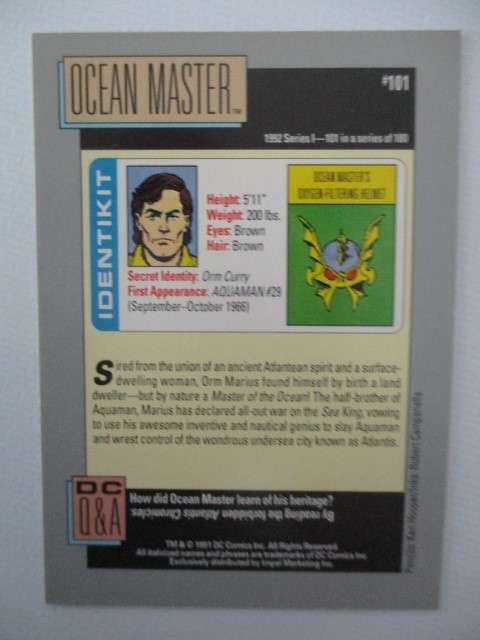 OCEAN MASTER™
#101
1992 Series I—101 in a series of 180
IDENTIKIT
Height: 5'11"
Weight: 200 lbs.
Eyes: Brown
Hair: Brown
Secret Identity: Orm Curry
First Appearance: AQUAMAN #29
(September-October 1966)
OCEAN MASTER'S
OXYGEN-FILTERING HELMET
Sired from the union of an ancient Atlantean spirit and a surface-
dwelling woman, Orm Marius found himself by birth a land
dweller—but by nature a Master of the Ocean! The half-brother of
Aquaman, Marius has declared all-out war on the Sea King, vowing
to use his awesome inventive and nautical genius to slay Aquaman
and wrest control of the wondrous undersea city known as Atlantis.
DC
Q&A
How did Ocean Master learn of his heritage?
By reading the forbidden Atlantis Chronicles.
TM & © 1991 DC Comics Inc. All Rights Reserved.
All italicized names and phrases are trademarks of DC Comics Inc.
Exclusively distributed by Impel Marketing Inc.
Pencils: Ken Hooper/Inks: Robert Campanella